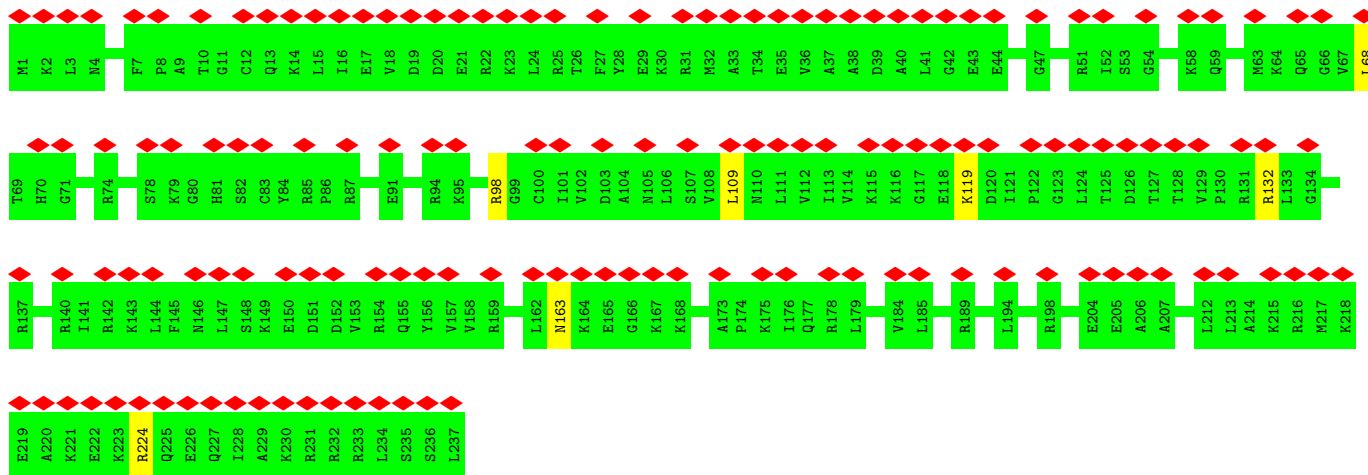 M1 K2 L3 N4 F7 P8 A9 T10 G11 C12 Q13 K14 L15 I16 E17 V18 D19 D20 E21 R22 K23 L24 R25 T26 F27 Y28 E29 K30 R31 M32 A33 T34 E35 V36 A37 A38 D39 A40 L41 G42 E43 E44 G47 R51 I52 S53 G54 K58 Q59 M63 K64 Q65 G66 V67 L68
T69 H70 G71 R74 S78 K79 G80 H81 S82 C83 Y84 R85 P86 R87 E91 R94 K95 R98 G99 C100 I101 V102 D103 A104 N105 L106 S107 V108 L109 N110 L111 V112 I113 V114 K115 K116 G117 E118 K119 D120 I121 P122 G123 L124 T125 D126 T127 T128 V129 P130 R131 R132 L133 G134
R137 R140 I141 R142 K143 L144 F145 N146 L147 S148 K149 E150 D151 D152 V153 R154 Q155 Y156 V157 V158 R159 L162 N163 K164 E165 G166 K167 K168 A173 P174 K175 I176 Q177 R178 L179 V184 L185 R189 L194 R198 E204 E205 A206 A207 L212 L213 A214 K215 R216 M217 K218
E219 A220 K221 E222 K223 R224 Q225 E226 Q227 I228 A229 K230 R231 R232 R233 L234 S235 S236 L237